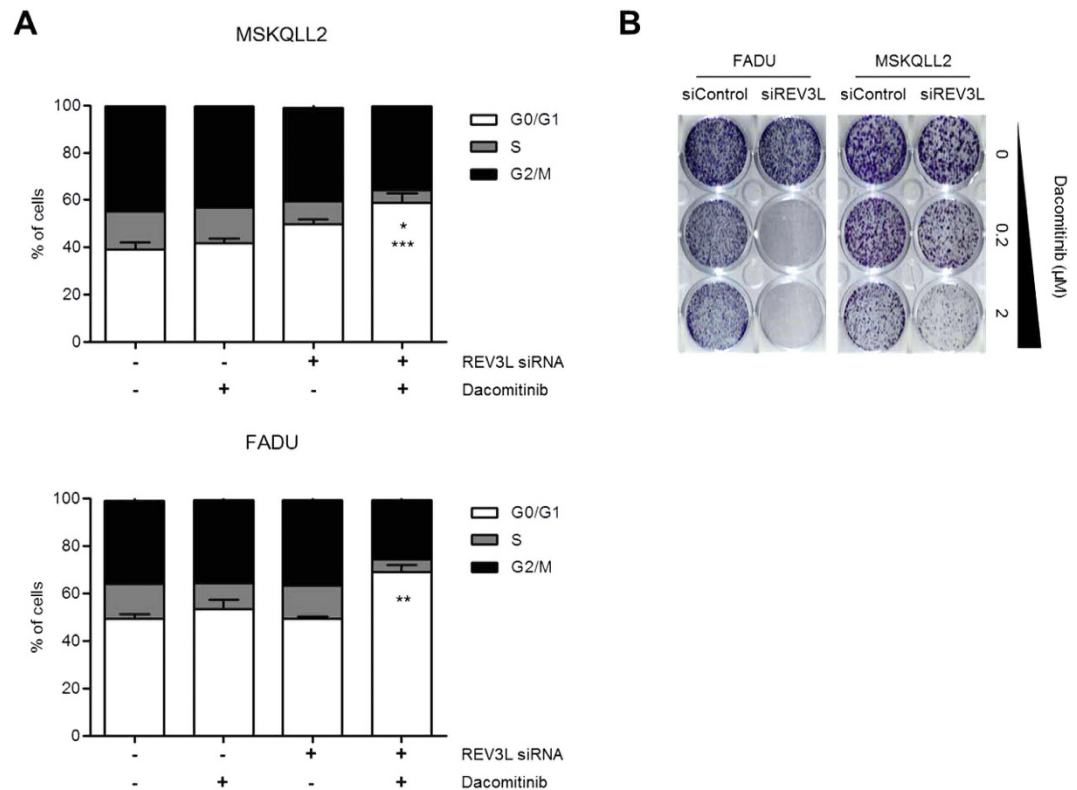 A
MSKQLL2
% of cells
100
80
60
40
20
0
*
***
G0/G1
S
G2/M
- - + + REV3L siRNA
- + - + Dacomitinib
FADU
% of cells
100
80
60
40
20
0
**
G0/G1
S
G2/M
- - + + REV3L siRNA
- + - + Dacomitinib
B
FADU MSKQLL2
siControl siREV3L siControl siREV3L
0
0.2
2
Dacomitinib (µM)